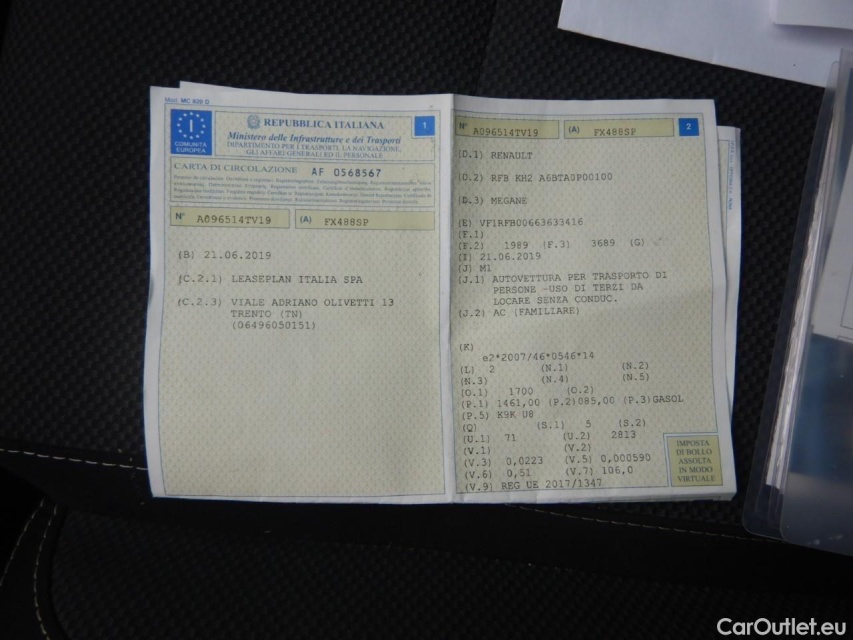 Mod. MC 820 D
I
COMUNITÀ
EUROPEA
REPUBBLICA ITALIANA
Ministero delle Infrastrutture e dei Trasporti
DIPARTIMENTO PER I TRASPORTI, LA NAVIGAZIONE,
GLI AFFARI GENERALI ED IL PERSONALE
1
CARTA DI CIRCOLAZIONE AF 0568567
N° A096514TV19 (A) FX488SP
(B) 21.06.2019
(C.2.1) LEASEPLAN ITALIA SPA
(C.2.3) VIALE ADRIANO OLIVETTI 13
TRENTO (TN)
(06496050151)
N° A096514TV19 (A) FX488SP 2
(D.1) RENAULT
(D.2) RFB KH2 A6BTA0P00100
(D.3) MEGANE
(E) VF1RFB00663633416
(F.1)
(F.2) 1989 (F.3) 3689 (G)
(I) 21.06.2019
(J) M1
(J.1) AUTOVETTURA PER TRASPORTO DI
PERSONE -USO DI TERZI DA
LOCARE SENZA CONDUC.
(J.2) AC (FAMILIARE)
(K)
e2*2007/46*0546*14
(L) 2 (N.1) (N.2)
(N.3) (N.4) (N.5)
(O.1) 1700 (O.2)
(P.1) 1461,00 (P.2)085,00 (P.3)GASOL
(P.5) K9K U8
(Q) (S.1) 5 (S.2)
(U.1) 71 (U.2) 2813
(V.1) (V.2)
(V.3) 0,0223 (V.5) 0,000590
(V.6) 0,51 (V.7) 106,0
(V.9) REG UE 2017/1347
IMPOSTA
DI BOLLO
ASSOLTA
IN MODO
VIRTUALE
CarOutlet.eu